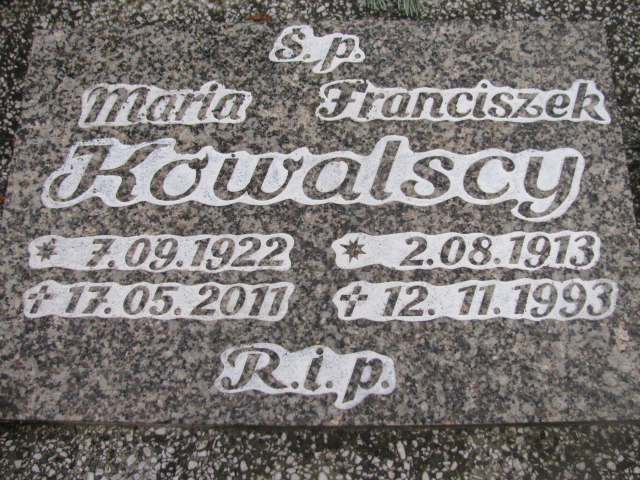 Ś.p.
Maria Franciszek
Kowalscy
* 7.09.1922 * 2.08.1913
† 17.05.2011 † 12.11.1993
R.i.p.